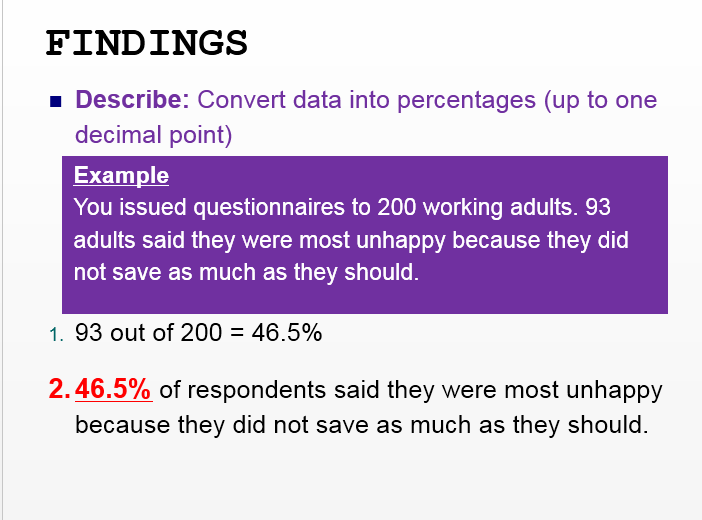 FINDINGS
Describe: Convert data into percentages (up to one
decimal point)
Example
You issued questionnaires to 200 working adults. 93
adults said they were most unhappy because they did
not save as much as they should.
1. 93 out of 200 = 46.5%
2. 46.5% of respondents said they were most unhappy
because they did not save as much as they should.